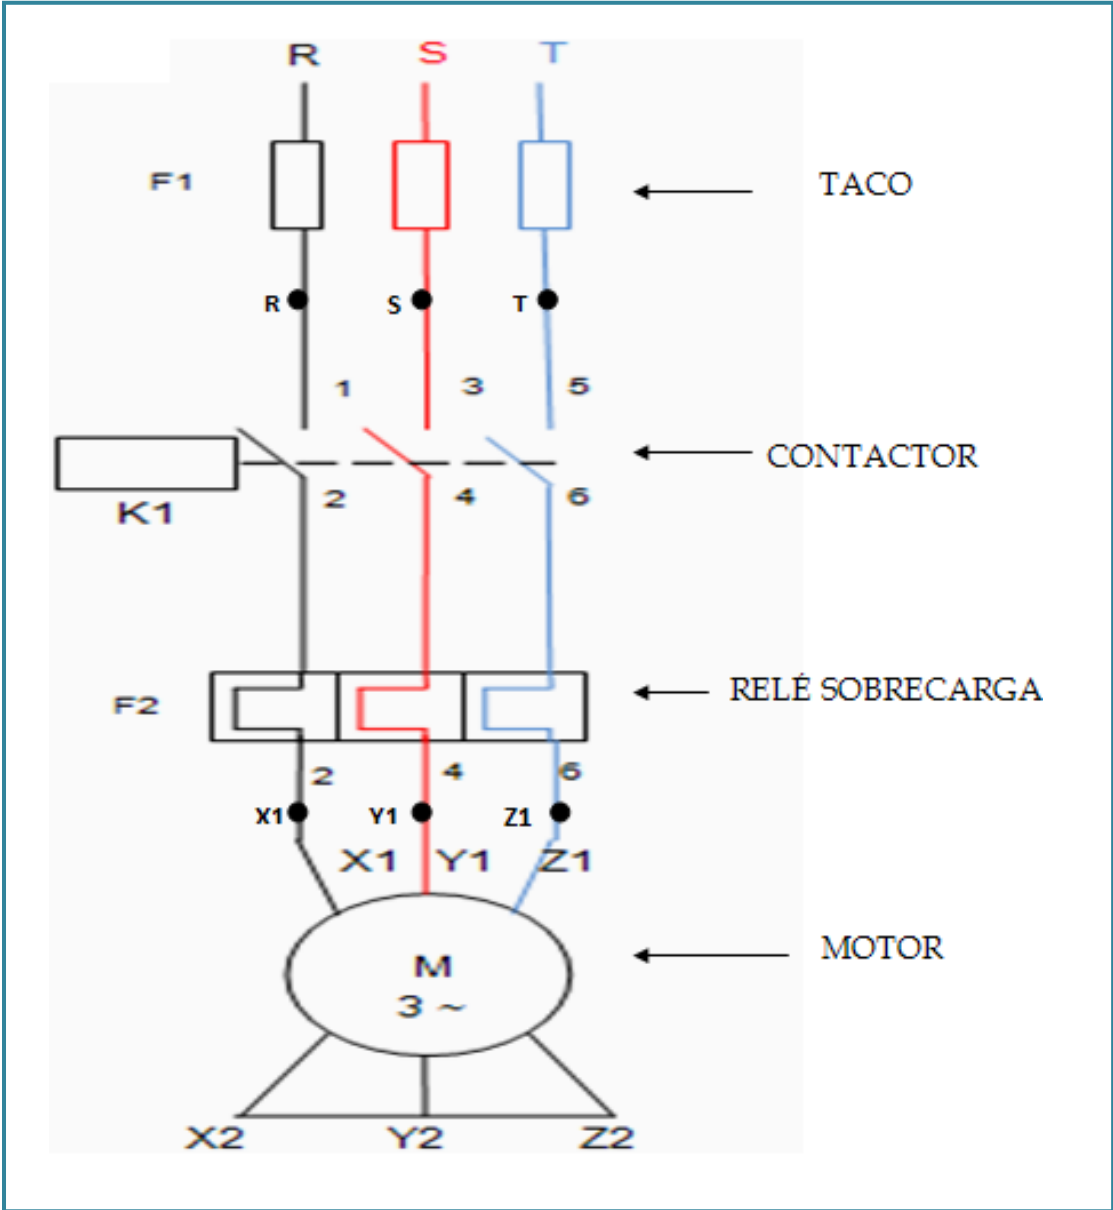 R S T
F1 TACO
R S T
1 3 5
CONTACTOR
K1 2 4 6
RELÉ SOBRECARGA
F2
2 4 6
X1 Y1 Z1
X1 Y1 Z1
MOTOR
M
3 ~
X2 Y2 Z2